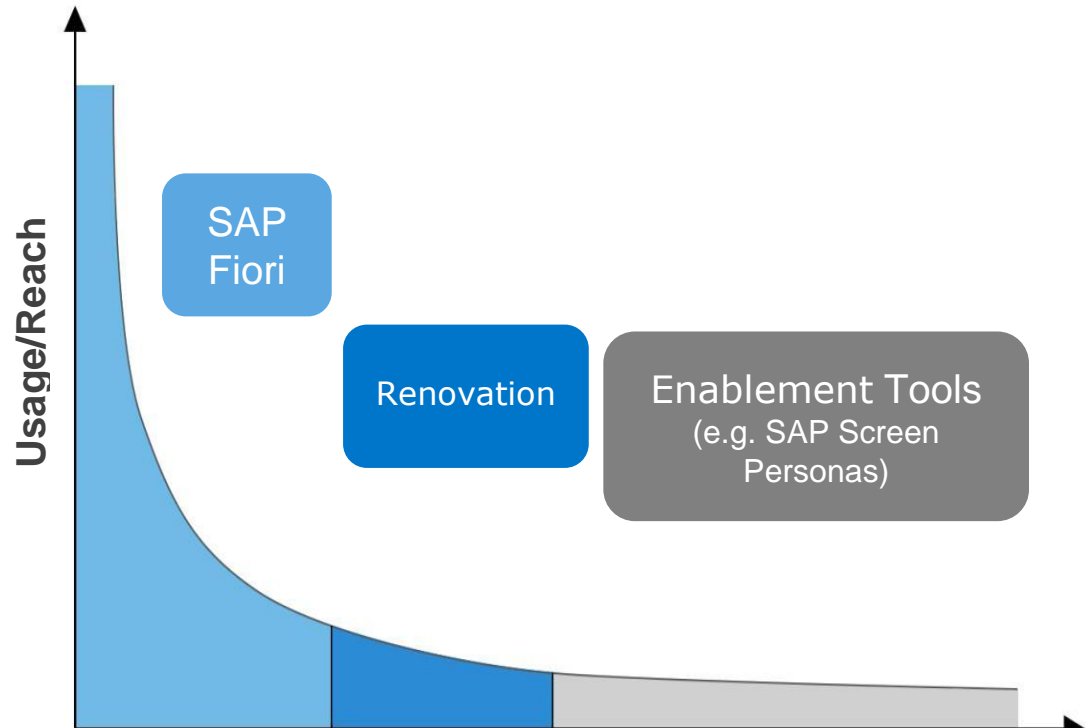 Usage/Reach
SAP
Fiori
Renovation
Enablement Tools
(e.g. SAP Screen
Personas)